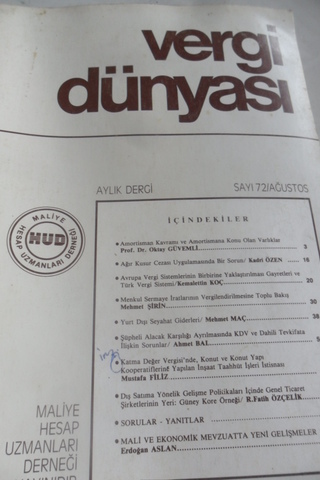 vergi
dünyası
AYLIK DERGİ
SAYI 72/AĞUSTOS
MALİYE
HESAP UZMANLARI DERNEĞİ
HUD
İÇİNDEKİLER
• Amortisman Kavramı ve Amortismana Konu Olan Varlıklar
Prof. Dr. Oktay GÜVEMLİ 3
• Ağır Kusur Cezası Uygulamasında Bir Sorun/ Kadri ÖZEN 16
• Avrupa Vergi Sistemlerinin Birbirine Yaklaştırılması Gayretleri ve
Türk Vergi Sistemi/Kemalettin KOÇ 20
• Menkul Sermaye İratlarının Vergilendirilmesine Toplu Bakış
Mehmet ŞİRİN 30
• Yurt Dışı Seyahat Giderleri/ Mehmet MAÇ 38
• Şüpheli Alacak Karşılığı Ayrılmasında KDV ve Dahili Tevkifata
İlişkin Sorunlar/ Ahmet BAL 5
• Katma Değer Vergisi'nde, Konut ve Konut Yapı
Kooperatiflerine Yapılan İnşaat Taahhüt İşleri İstisnası
Mustafa FİLİZ
• Dış Satıma Yönelik Gelişme Politikaları İçinde Genel Ticaret
Şirketlerinin Yeri: Güney Kore Örneği/ R.Fatih ÖZÇELİK
• SORULAR - YANITLAR
• MALİ VE EKONOMİK MEVZUATTA YENİ GELİŞMELER
Erdoğan ASLAN
MALİYE
HESAP
UZMANLARI
DERNEĞİ
YAYINIDIR